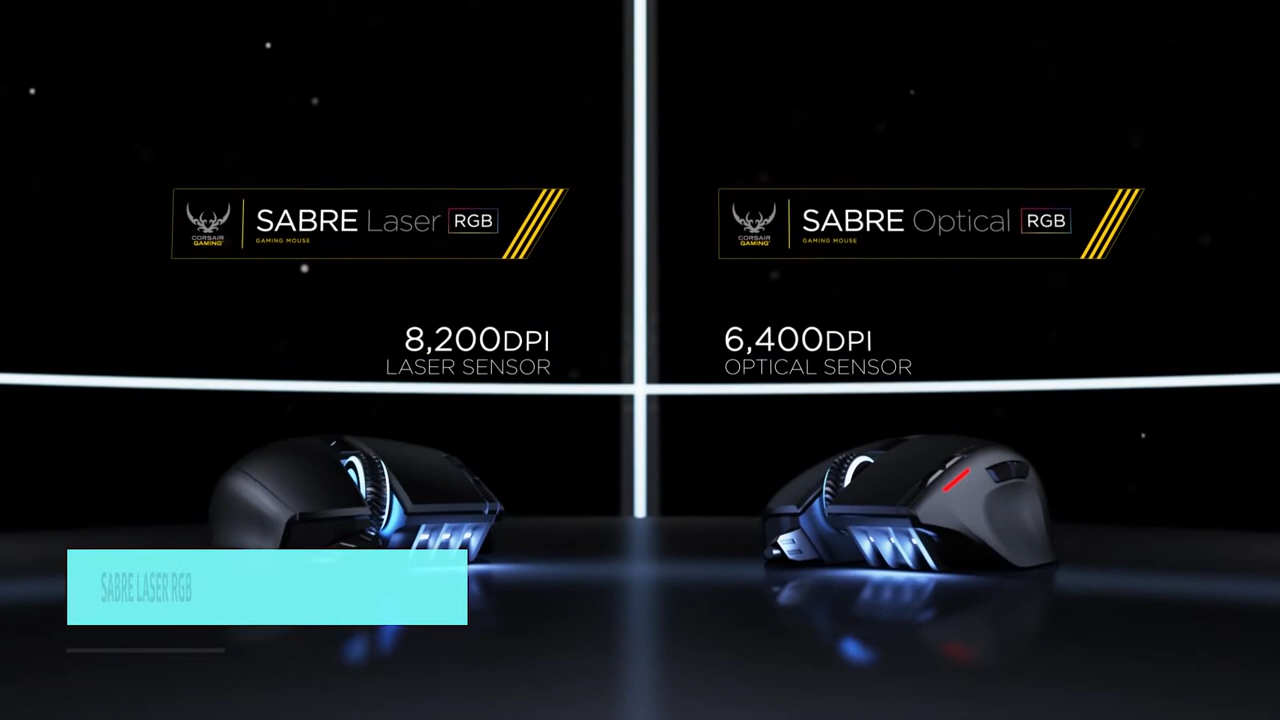 CORSAIR
GAMING
SABRE Laser RGB
GAMING MOUSE
CORSAIR
GAMING
SABRE Optical RGB
GAMING MOUSE
8,200DPI
LASER SENSOR
6,400DPI
OPTICAL SENSOR
SABRE LASER RGB